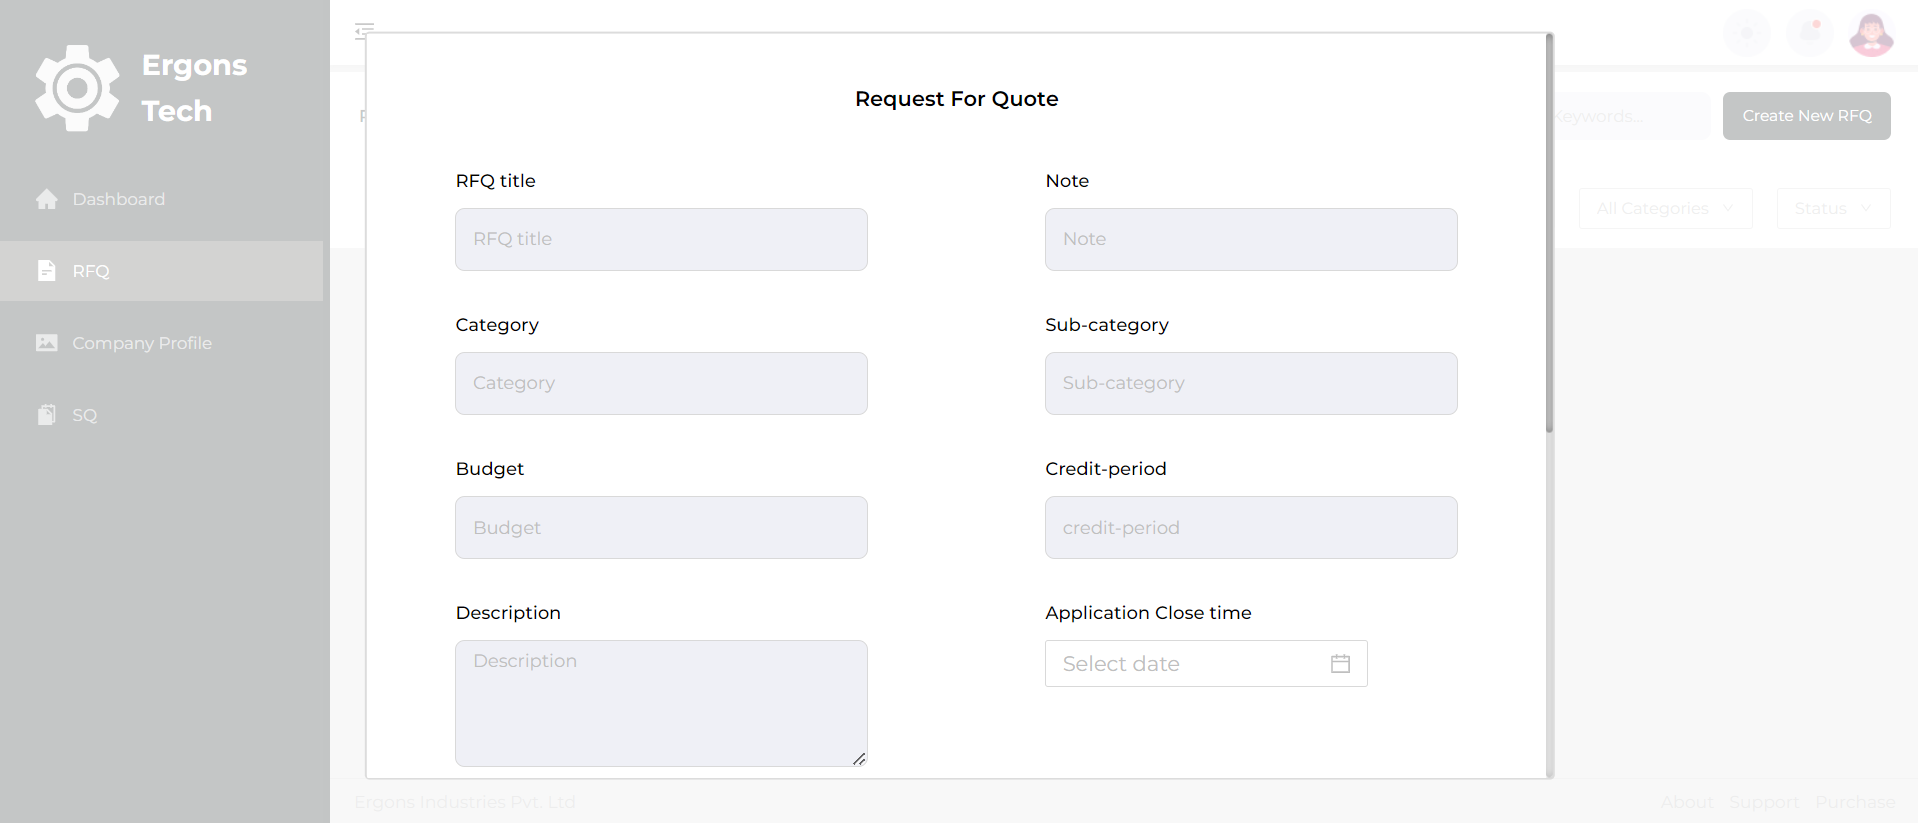 Ergons
Tech
Dashboard
RFQ
Company Profile
SQ
Keywords...
Create New RFQ
All Categories
Status
Request For Quote
RFQ title
Note
RFQ title
Note
Category
Sub-category
Category
Sub-category
Budget
Credit-period
Budget
credit-period
Description
Application Close time
Description
Select date
Ergons Industries Pvt. Ltd
About Support Purchase